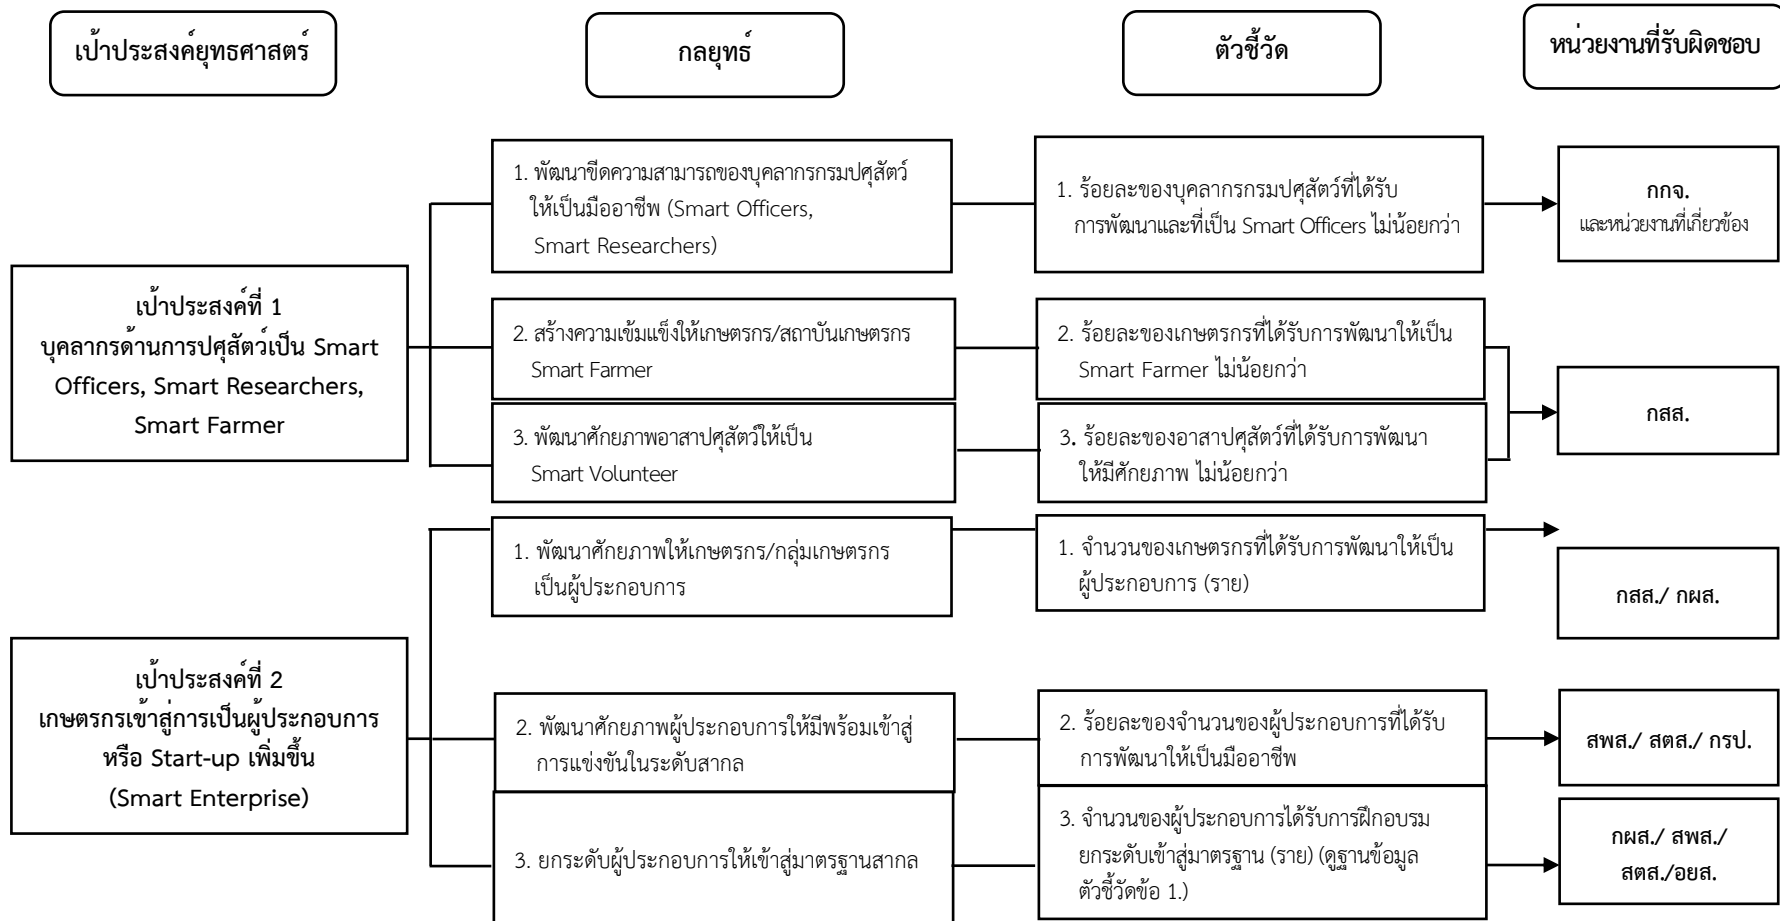 เป้าประสงค์ยุทธศาสตร์
กลยุทธ์
ตัวชี้วัด
หน่วยงานที่รับผิดชอบ
เป้าประสงค์ที่ 1
บุคลากรด้านการปศุสัตว์เป็น Smart
Officers, Smart Researchers,
Smart Farmer
1. พัฒนาขีดความสามารถของบุคลากรกรมปศุสัตว์
ให้เป็นมืออาชีพ (Smart Officers,
Smart Researchers)
1. ร้อยละของบุคลากรกรมปศุสัตว์ที่ได้รับ
การพัฒนาและที่เป็น Smart Officers ไม่น้อยกว่า
กกจ.
และหน่วยงานที่เกี่ยวข้อง
2. สร้างความเข้มแข็งให้เกษตรกร/สถาบันเกษตรกร
Smart Farmer
2. ร้อยละของเกษตรกรที่ได้รับการพัฒนาให้เป็น
Smart Farmer ไม่น้อยกว่า
3. พัฒนาศักยภาพอาสาปศุสัตว์ให้เป็น
Smart Volunteer
3. ร้อยละของอาสาปศุสัตว์ที่ได้รับการพัฒนา
ให้มีศักยภาพ ไม่น้อยกว่า
กสส.
เป้าประสงค์ที่ 2
เกษตรกรเข้าสู่การเป็นผู้ประกอบการ
หรือ Start-up เพิ่มขึ้น
(Smart Enterprise)
1. พัฒนาศักยภาพให้เกษตรกร/กลุ่มเกษตรกร
เป็นผู้ประกอบการ
1. จำนวนของเกษตรกรที่ได้รับการพัฒนาให้เป็น
ผู้ประกอบการ (ราย)
กสส./ กผส.
2. พัฒนาศักยภาพผู้ประกอบการให้มีพร้อมเข้าสู่
การแข่งขันในระดับสากล
2. ร้อยละของจำนวนของผู้ประกอบการที่ได้รับ
การพัฒนาให้เป็นมืออาชีพ
สพส./ สตส./ กรป.
3. ยกระดับผู้ประกอบการให้เข้าสู่มาตรฐานสากล
3. จำนวนของผู้ประกอบการได้รับการฝึกอบรม
ยกระดับเข้าสู่มาตรฐาน (ราย) (ดูฐานข้อมูล
ตัวชี้วัดข้อ 1.)
กผส./ สพส./
สตส./อยส.